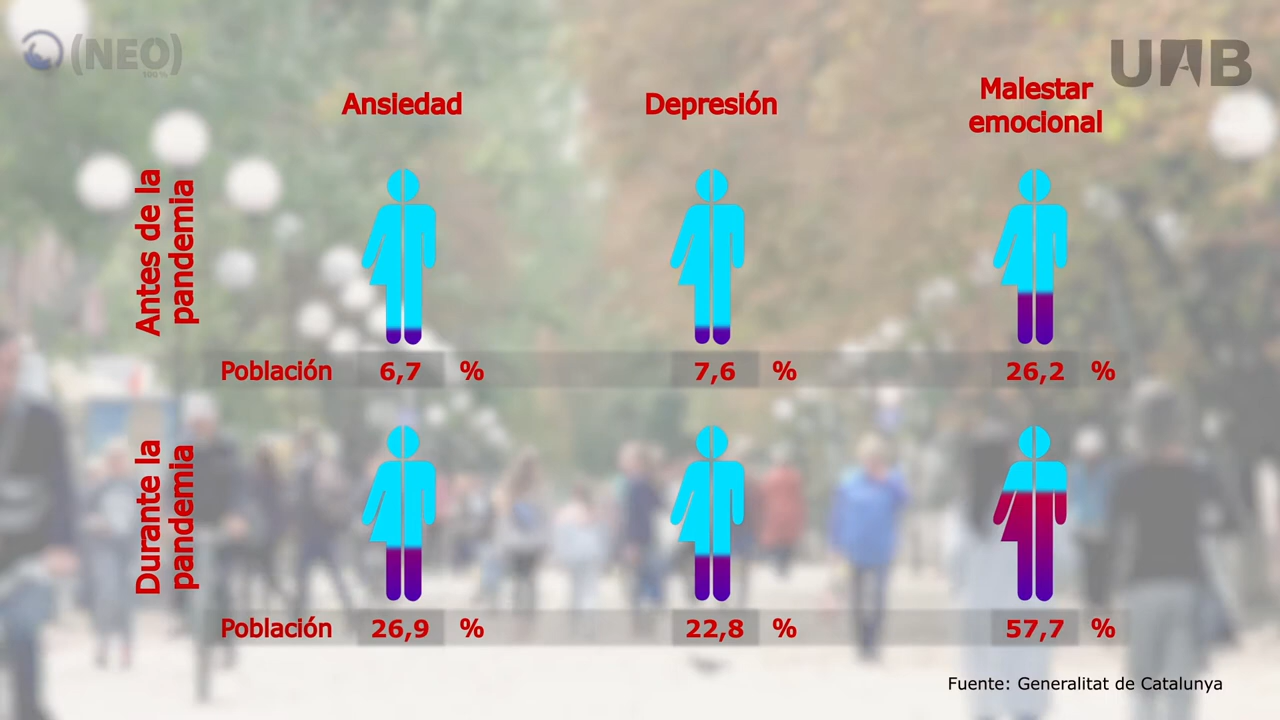 (NEO)
100 %
UAB
Ansiedad
Depresión
Malestar
emocional
Antes de la
pandemia
Población 6,7 % 7,6 % 26,2 %
Durante la
pandemia
Población 26,9 % 22,8 % 57,7 %
Fuente: Generalitat de Catalunya